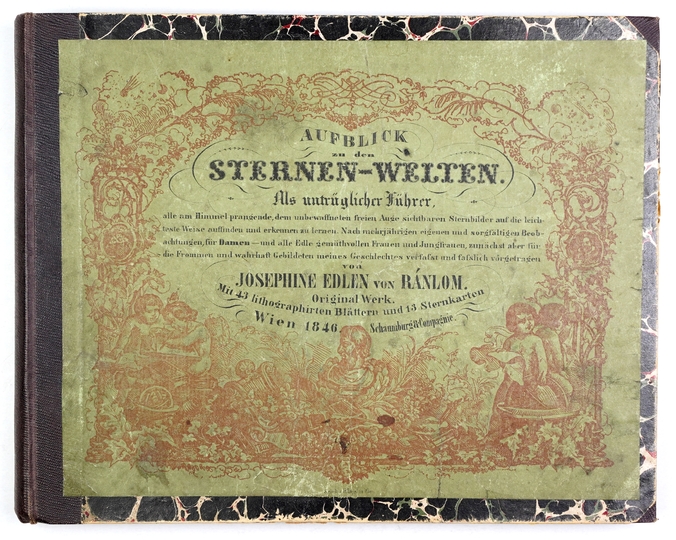 AUFBLICK
zu den
STERNEN-WELTEN.
Als untrüglicher Führer,
alle am Himmel prangende, dem unbewaffneten freien Auge sichtbaren Sternbilder auf die leich-
teste Weise auffinden und erkennen zu lernen. Nach mehrjährigen eigenen und sorgfältigen Beob-
achtungen, für Damen – und alle Edle gemüthvollen Frauen und Jungfrauen, zunächst aber für
die Frommen und wahrhaft Gebildeten meines Geschlechtes verfasst und fasslich vorgetragen
von
JOSEPHINE EDLEN VON RÁNLOM.
Original Werk.
Mit 43 lithographirten Blättern und 13 Sternkarten
Wien 1846. Schaumburg & Compagnie.